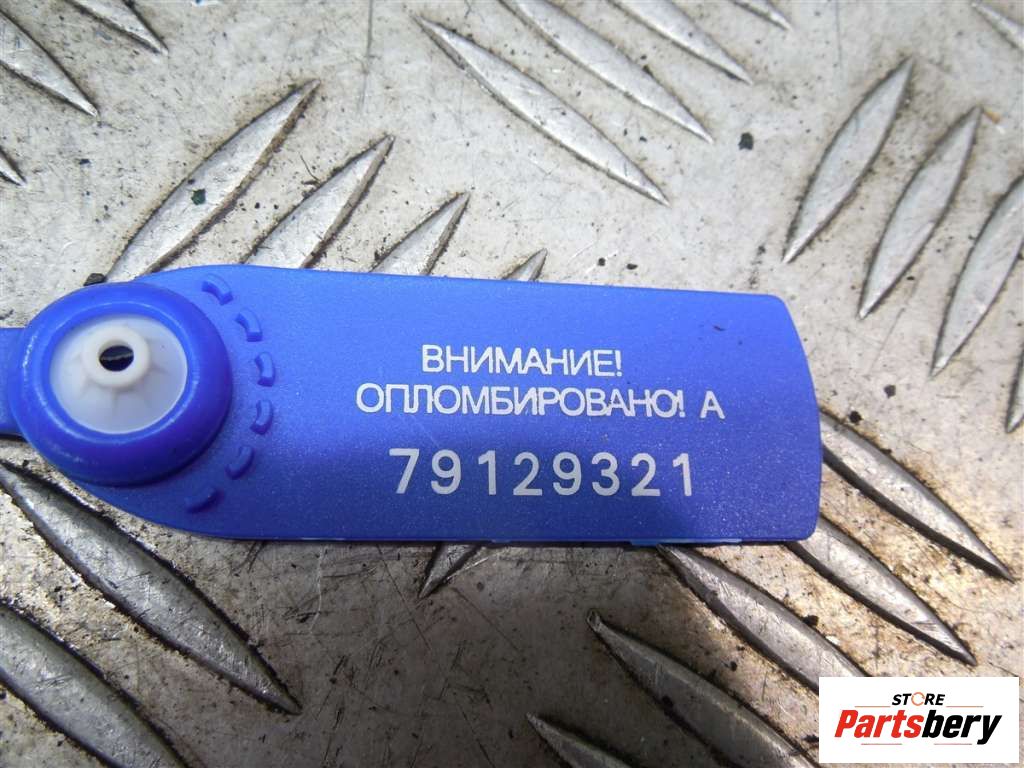 ВНИМАНИЕ!
ОПЛОМБИРОВАНО! А
79129321
STORE
Partsbery